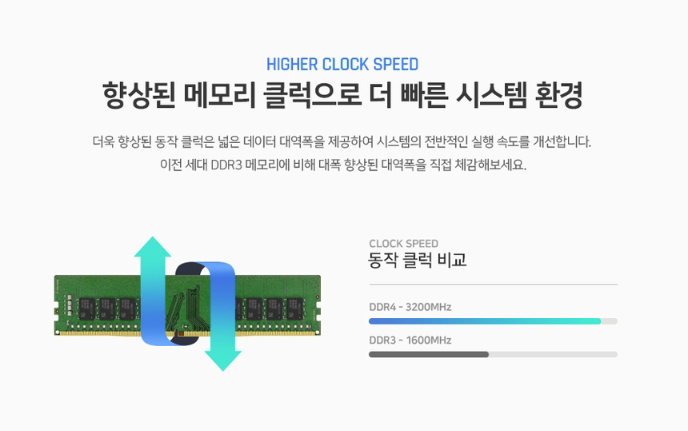 HIGHER CLOCK SPEED
향상된 메모리 클럭으로 더 빠른 시스템 환경
더욱 향상된 동작 클럭은 넓은 데이터 대역폭을 제공하여 시스템의 전반적인 실행 속도를 개선합니다.
이전 세대 DDR3 메모리에 비해 대폭 향상된 대역폭을 직접 체감해보세요.
CLOCK SPEED
동작 클럭 비교
DDR4 - 3200MHz
DDR3 - 1600MHz